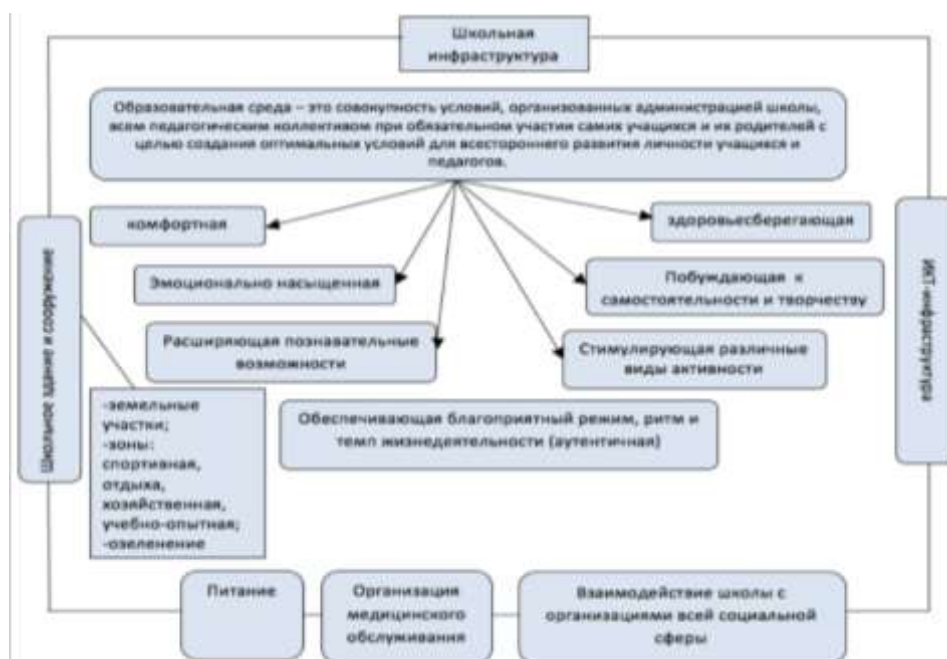 Школьная
инфраструктура
Образовательная среда – это совокупность условий, организованных администрацией школы,
всем педагогическим коллективом при обязательном участии самих учащихся и их родителей с
целью создания оптимальных условий для всестороннего развития личности учащихся и
педагогов.
комфортная
здоровьесберегающая
Эмоционально насыщенная
Побуждающая к
самостоятельности и творчеству
Расширяющая познавательные
возможности
Стимулирующая различные
виды активности
Обеспечивающая благоприятный режим, ритм и
темп жизнедеятельности (аутентичная)
Школьное здание и сооружение
ИКТ-инфраструктура
-земельные
участки;
-зоны:
спортивная,
отдыха,
хозяйственная,
учебно-опытная;
-озеленение
Питание
Организация
медицинского
обслуживания
Взаимодействие школы с
организациями всей социальной
сферы